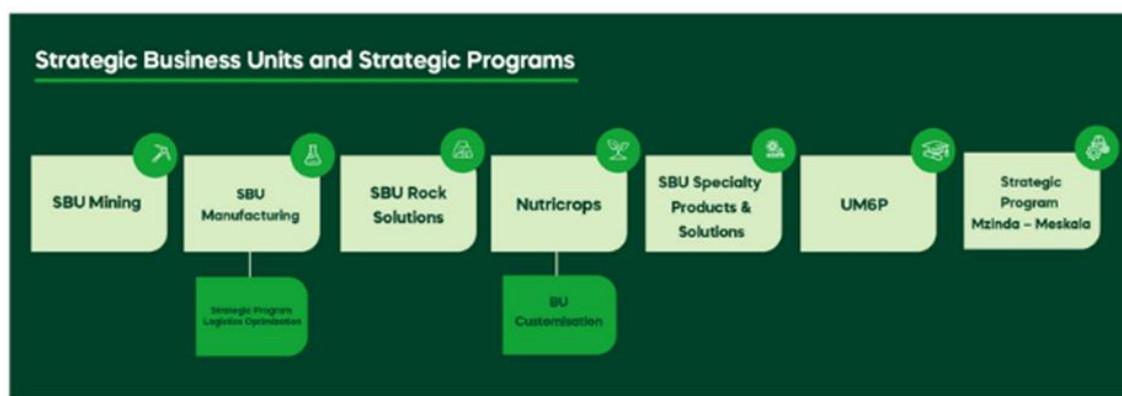 Strategic Business Units and Strategic Programs
SBU Mining
SBU
Manufacturing
SBU Rock
Solutions
Nutricrops
SBU Specialty
Products &
Solutions
UM6P
Strategic
Program
Mzinda – Meskala
Strategic Program
Logistics Optimisation
BU
Customisation